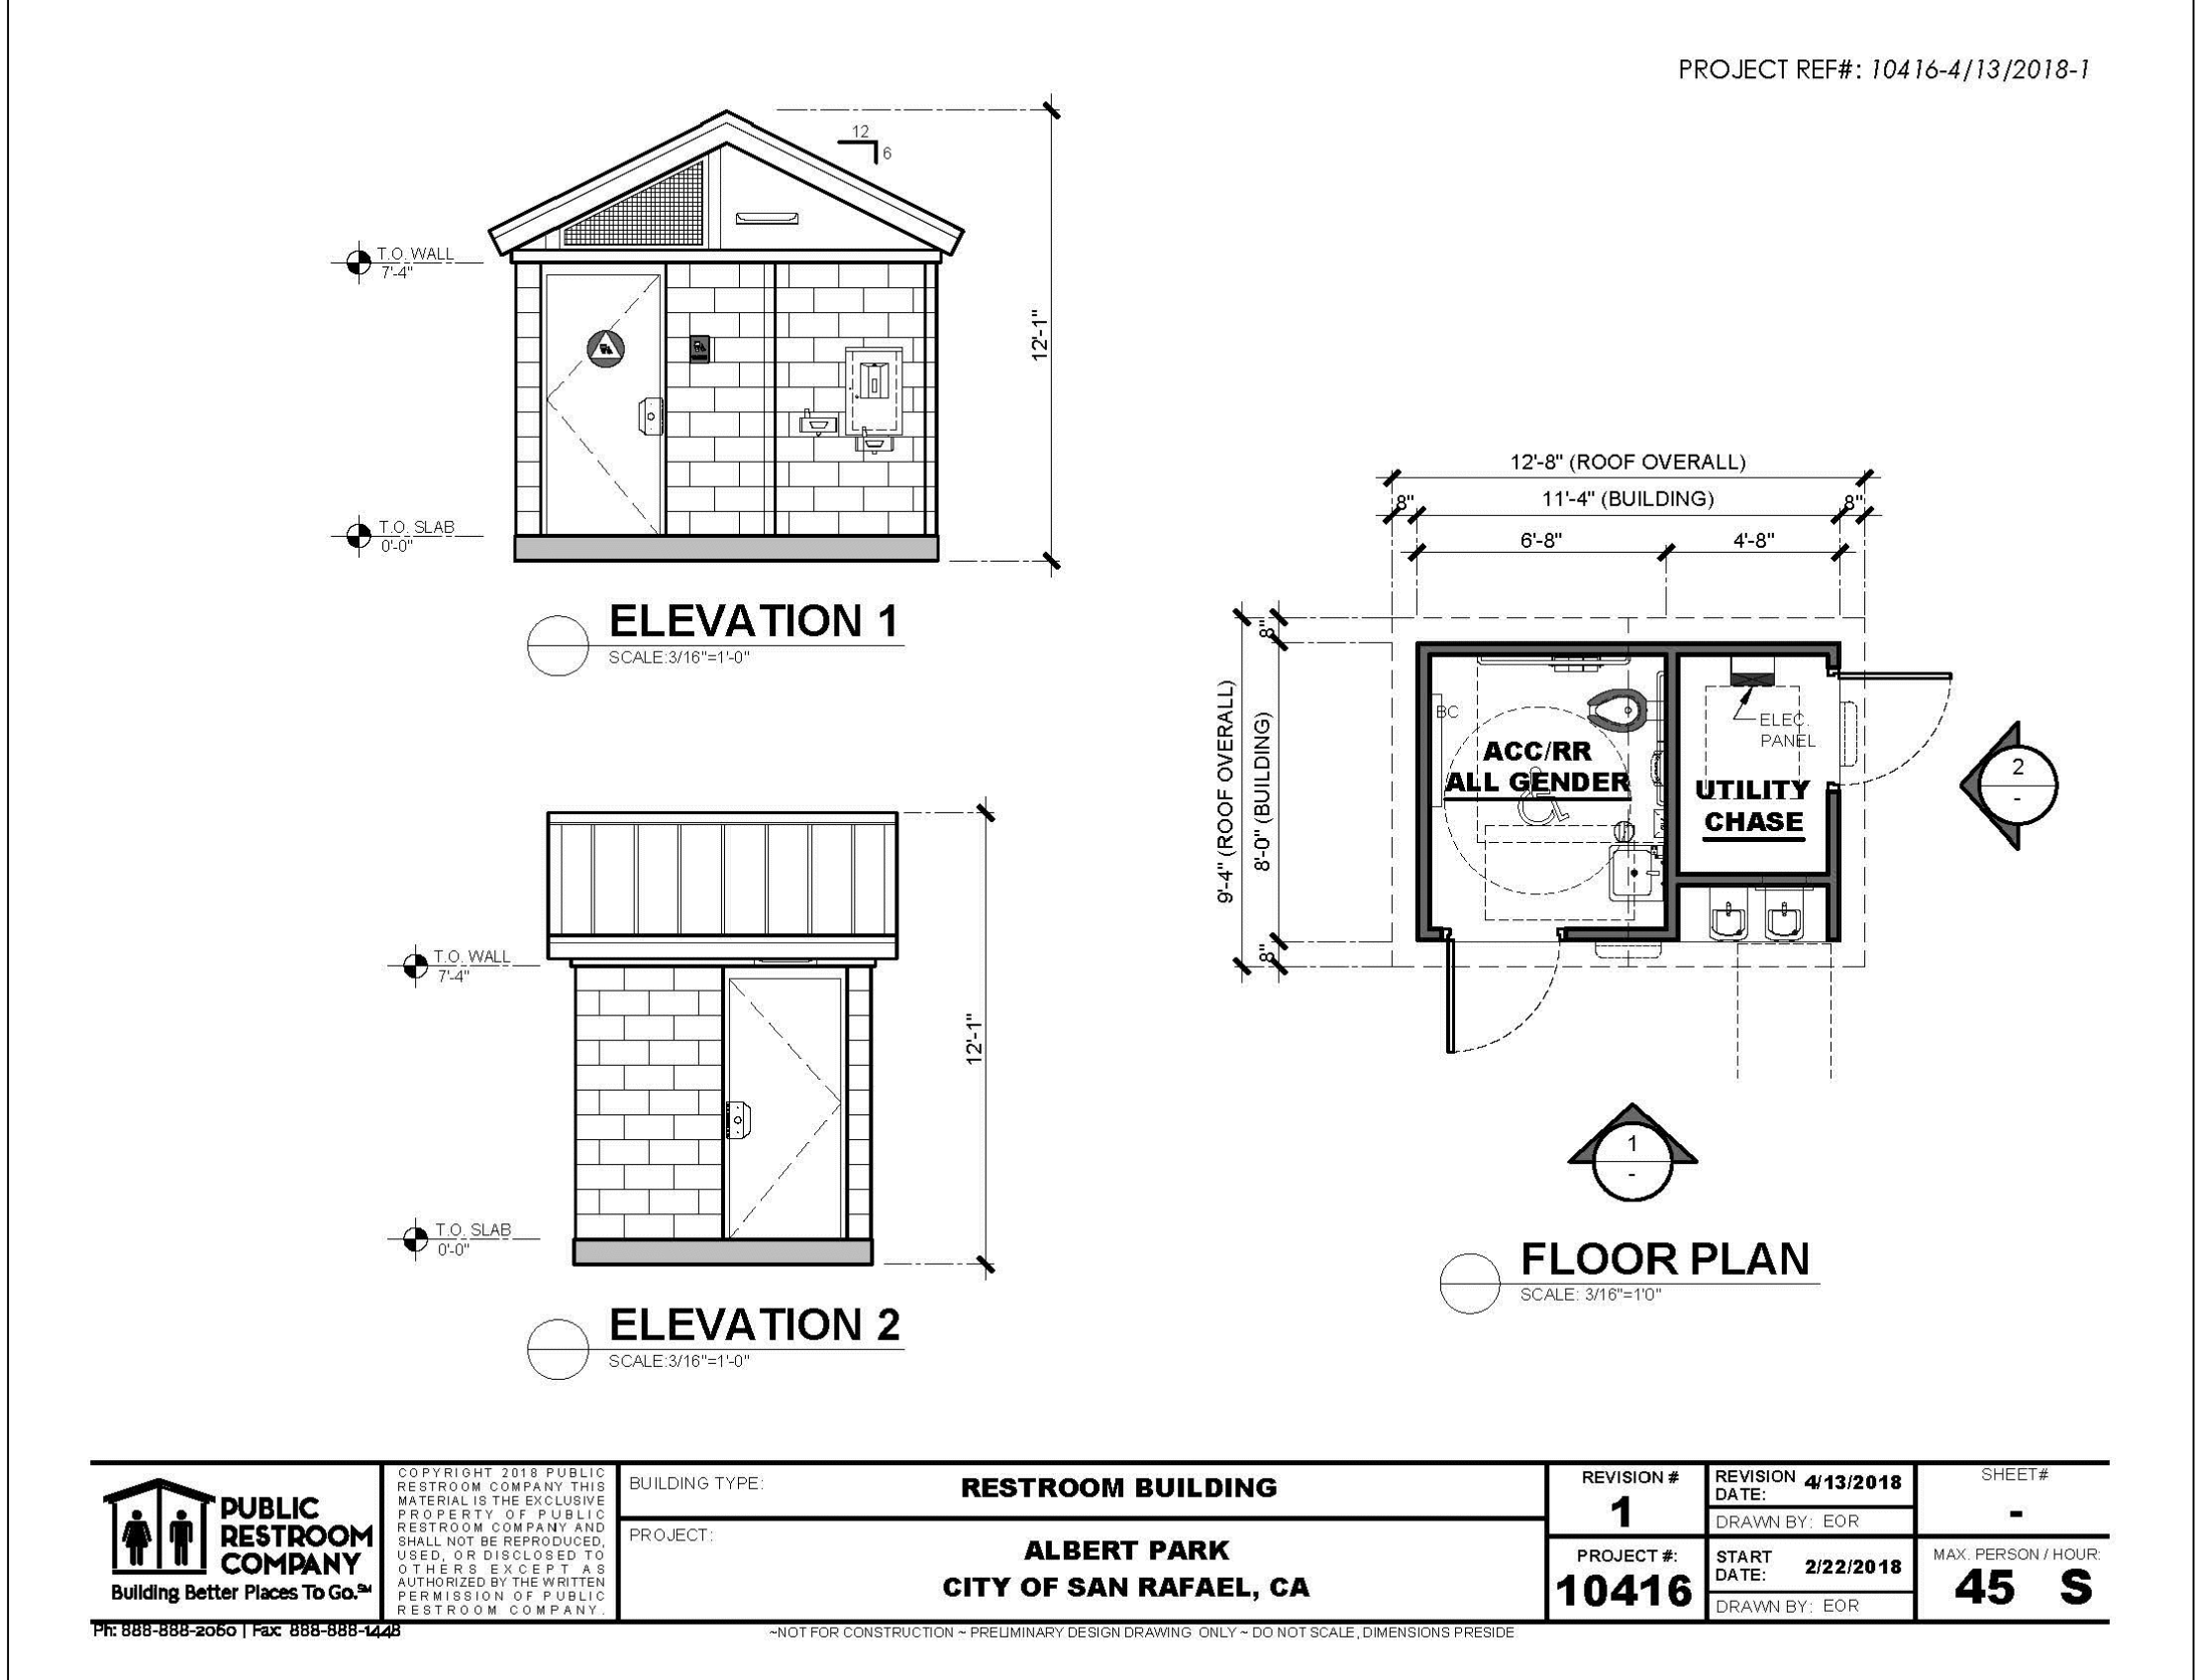 PROJECT REF#: 10416-4/13/2018-1
12
6
T.O. WALL
7'-4"
12'-1"
T.O. SLAB
0'-0"
ELEVATION 1
SCALE:3/16"=1'-0"
12'-8" (ROOF OVERALL)
8"
11'-4" (BUILDING)
8"
6'-8"
4'-8"
9'-4" (ROOF OVERALL)
8"
8'-0" (BUILDING)
8"
BC
ACC/RR
ALL GENDER
ELEC.
PANEL
UTILITY
CHASE
2
-
1
-
FLOOR PLAN
SCALE: 3/16"=1'0"
T.O. WALL
7'-4"
12'-1"
T.O. SLAB
0'-0"
ELEVATION 2
SCALE:3/16"=1'-0"
PUBLIC
RESTROOM
COMPANY
Building Better Places To Go.℠
Ph: 888-888-2060 | Fax: 888-888-1448
COPYRIGHT 2018 PUBLIC
RESTROOM COMPANY THIS
MATERIAL IS THE EXCLUSIVE
PROPERTY OF PUBLIC
RESTROOM COMPANY AND
SHALL NOT BE REPRODUCED,
USED, OR DISCLOSED TO
OTHERS EXCEPT AS
AUTHORIZED BY THE WRITTEN
PERMISSION OF PUBLIC
RESTROOM COMPANY.
BUILDING TYPE:
RESTROOM BUILDING
PROJECT:
ALBERT PARK
CITY OF SAN RAFAEL, CA
REVISION #
1
PROJECT #:
10416
REVISION DATE: 4/13/2018
DRAWN BY: EOR
START DATE: 2/22/2018
DRAWN BY: EOR
SHEET#
-
MAX. PERSON / HOUR:
45 S
~NOT FOR CONSTRUCTION ~ PRELIMINARY DESIGN DRAWING ONLY ~ DO NOT SCALE, DIMENSIONS PRESIDE